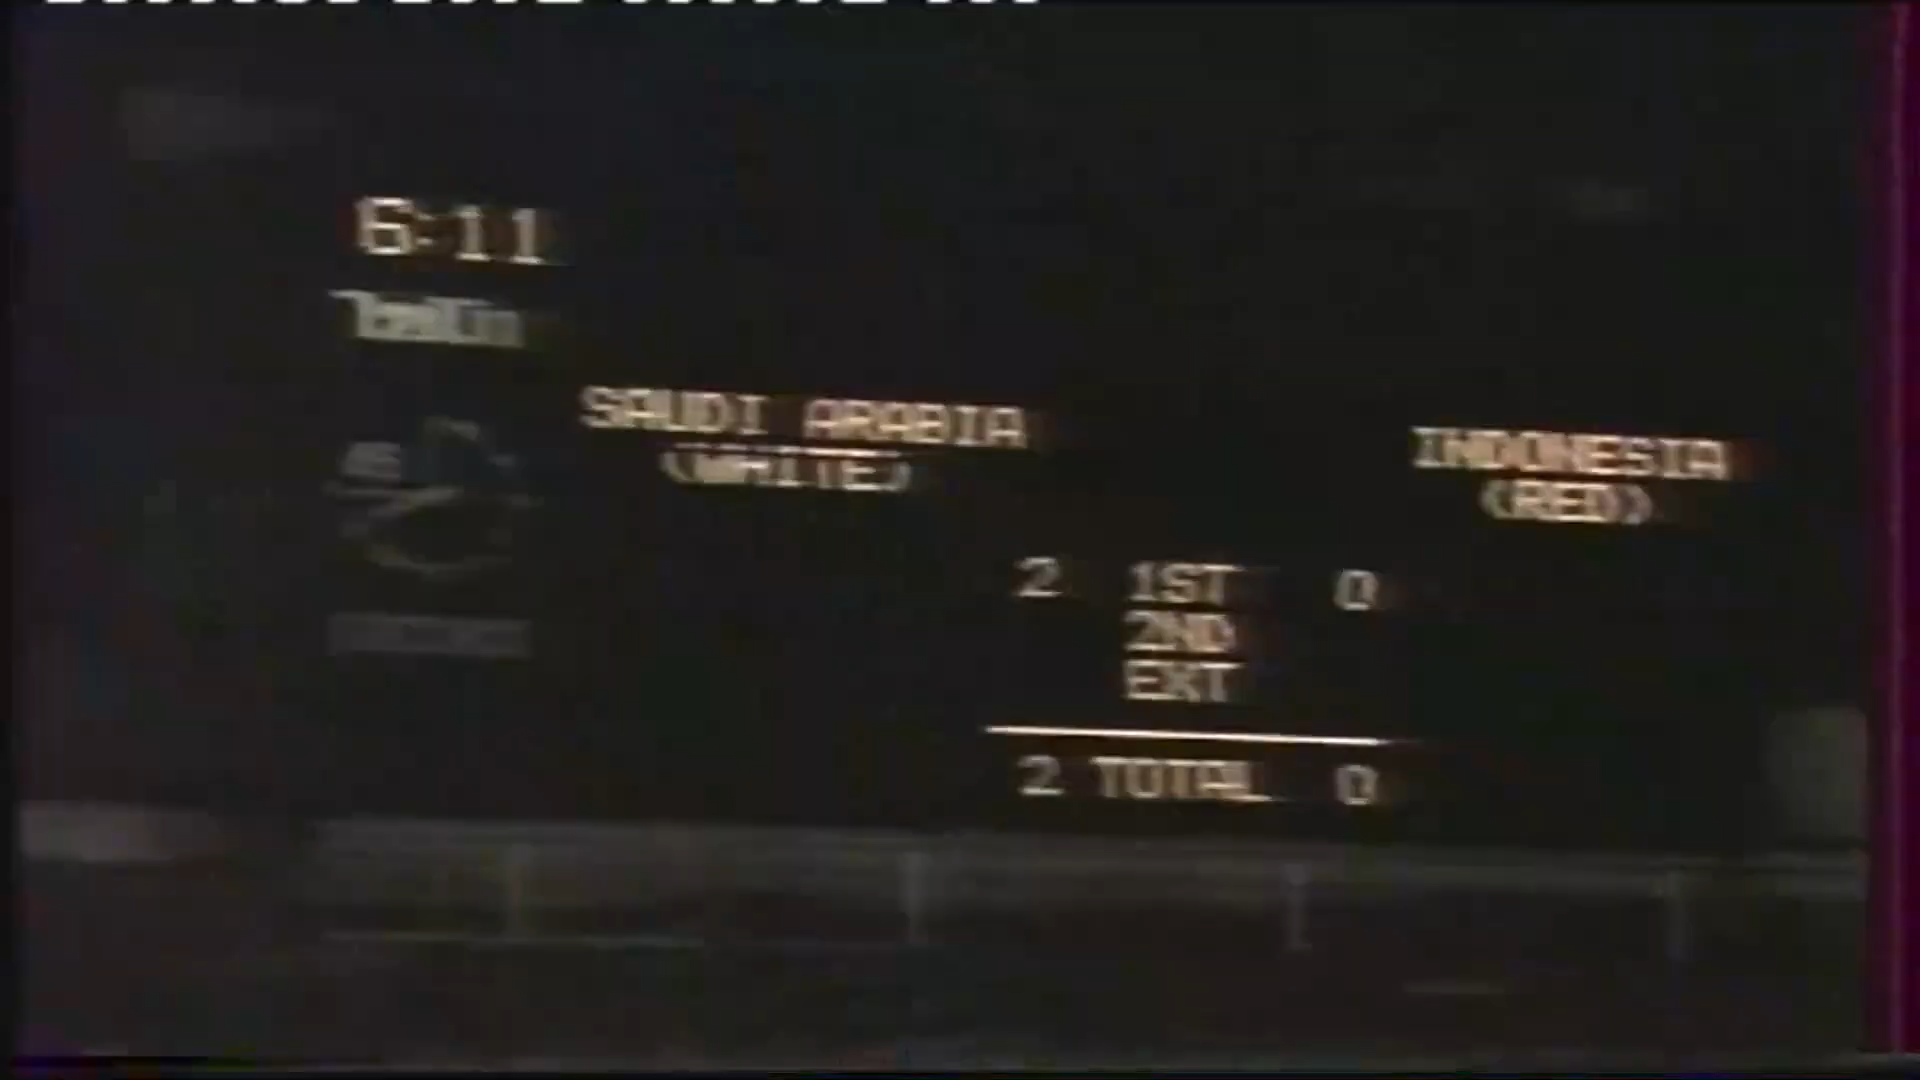 6:11
SAUDI ARABIA
(WHITE)
INDONESIA
(RED)
2 1ST 0
2ND
EXT
2 TOTAL 0